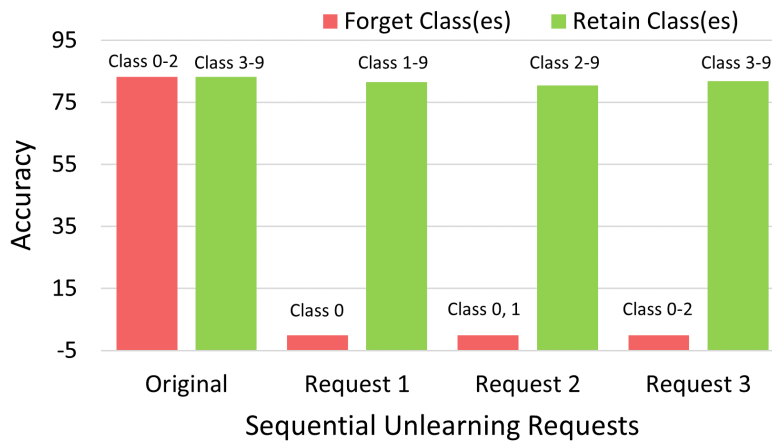 Forget Class(es) Retain Class(es)
95
75
55
35
15
-5
Accuracy
Class 0-2 Class 3-9 Class 1-9 Class 2-9 Class 3-9
Class 0 Class 0, 1 Class 0-2
Original Request 1 Request 2 Request 3
Sequential Unlearning Requests